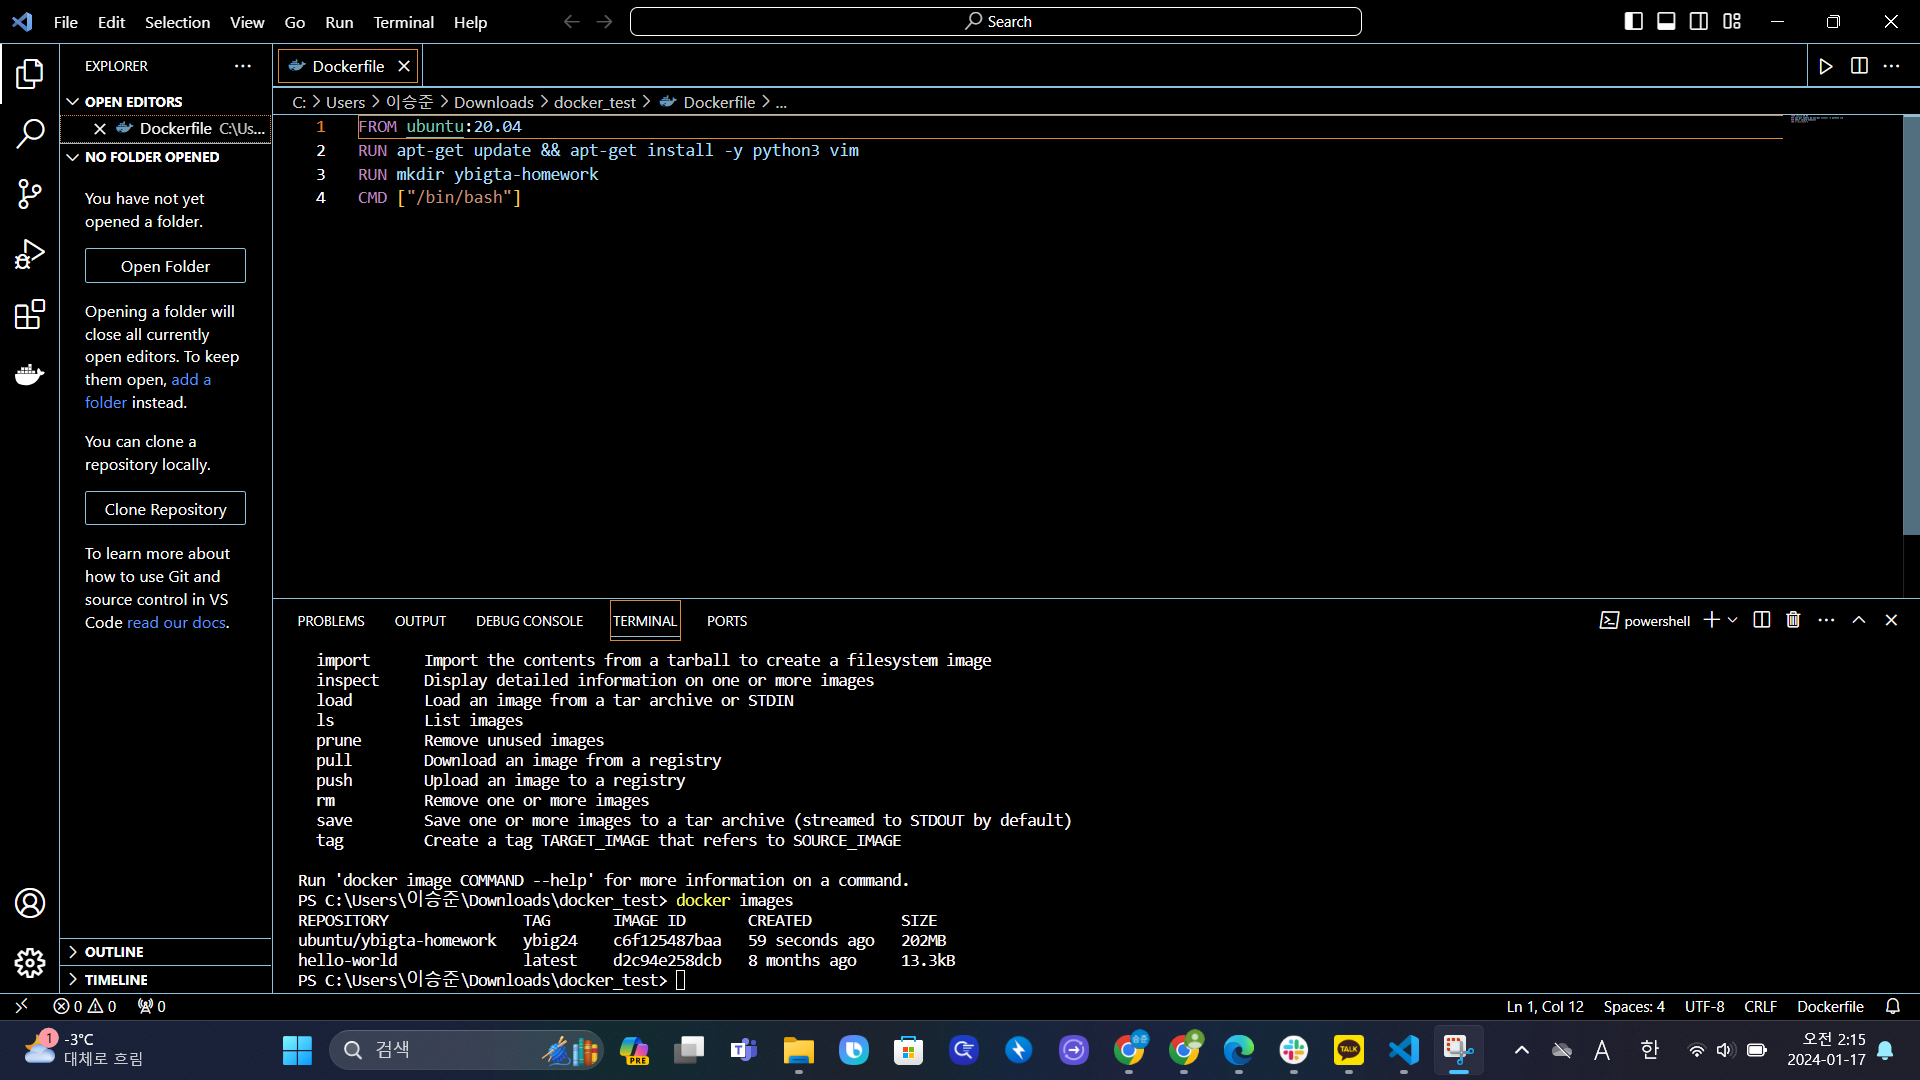 File Edit Selection View Go Run Terminal Help
Search
EXPLORER
OPEN EDITORS
Dockerfile C:\Us...
NO FOLDER OPENED
You have not yet
opened a folder.
Open Folder
Opening a folder will
close all currently
open editors. To keep
them open, add a
folder instead.
You can clone a
repository locally.
Clone Repository
To learn more about
how to use Git and
source control in VS
Code read our docs.
OUTLINE
TIMELINE
Dockerfile
C: > Users > 이승준 > Downloads > docker_test > Dockerfile > ...
1 FROM ubuntu:20.04
2 RUN apt-get update && apt-get install -y python3 vim
3 RUN mkdir ybigta-homework
4 CMD ["/bin/bash"]
PROBLEMS OUTPUT DEBUG CONSOLE TERMINAL PORTS
powershell
import Import the contents from a tarball to create a filesystem image
inspect Display detailed information on one or more images
load Load an image from a tar archive or STDIN
ls List images
prune Remove unused images
pull Download an image from a registry
push Upload an image to a registry
rm Remove one or more images
save Save one or more images to a tar archive (streamed to STDOUT by default)
tag Create a tag TARGET_IMAGE that refers to SOURCE_IMAGE
Run 'docker image COMMAND --help' for more information on a command.
PS C:\Users\이승준\Downloads\docker_test> docker images
REPOSITORY TAG IMAGE ID CREATED SIZE
ubuntu/ybigta-homework ybig24 c6f125487baa 59 seconds ago 202MB
hello-world latest d2c94e258dcb 8 months ago 13.3kB
PS C:\Users\이승준\Downloads\docker_test>
0 0 0
Ln 1, Col 12 Spaces: 4 UTF-8 CRLF Dockerfile
1
-3°C
대체로 흐림
검색
PRE
TALK
A
한
오전 2:15
2024-01-17